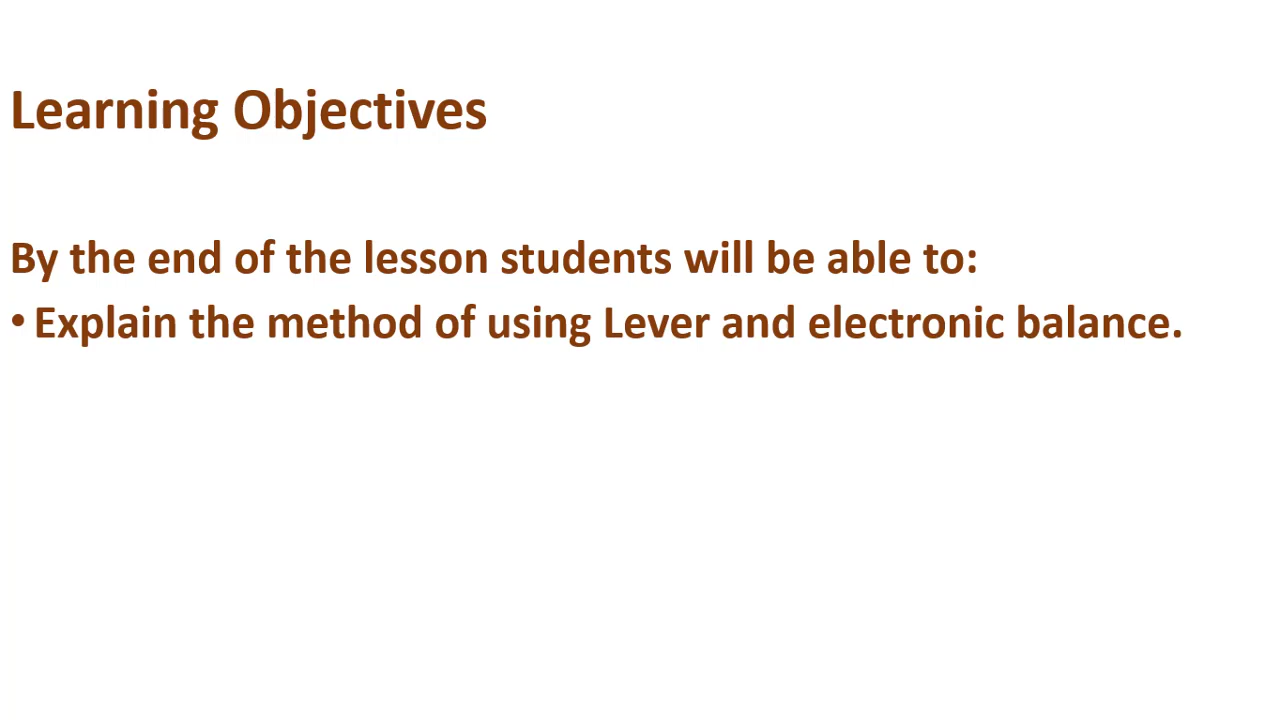 Learning Objectives
By the end of the lesson students will be able to:
• Explain the method of using Lever and electronic balance.